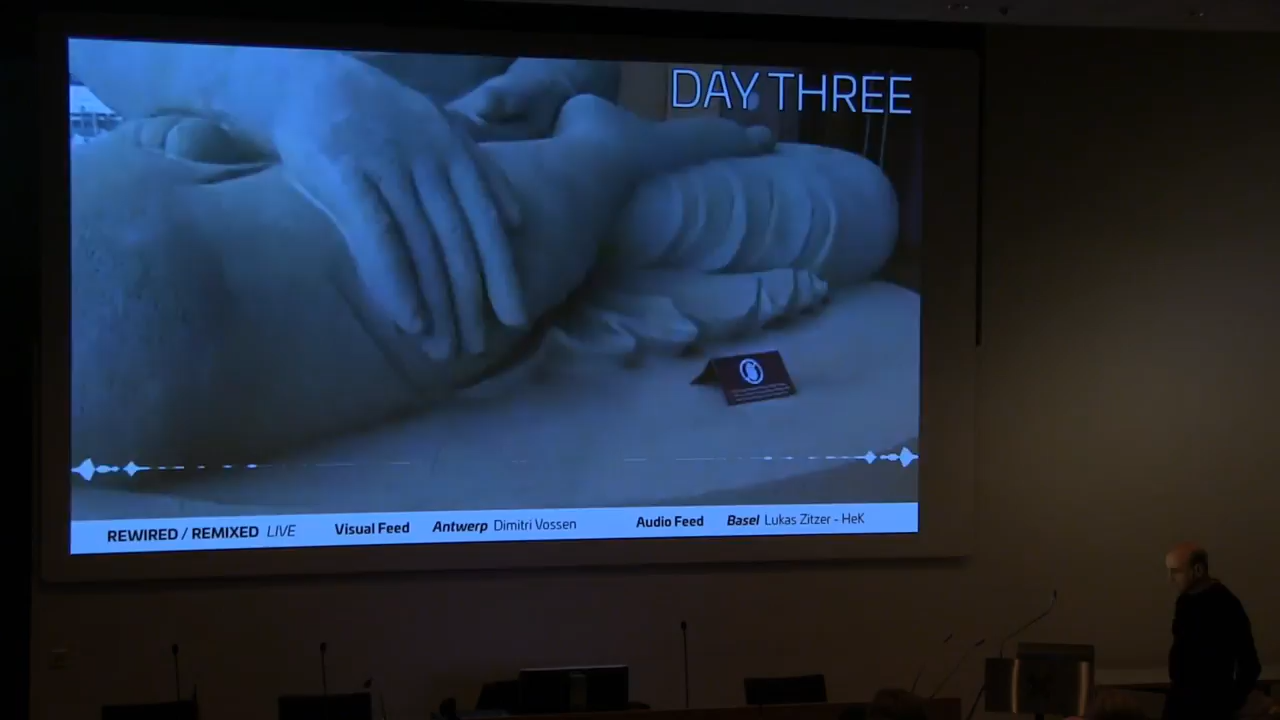 DAY THREE
REWIRED / REMIXED LIVE Visual Feed Antwerp Dimitri Vossen Audio Feed Basel Lukas Zitzer - HeK